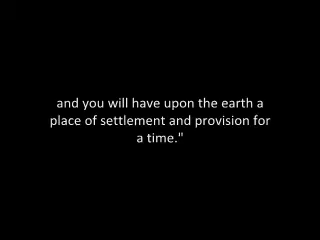 and you will have upon the earth a
place of settlement and provision for
a time."